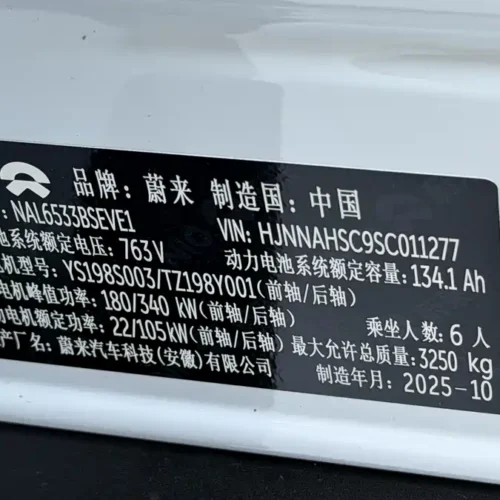 品牌: 蔚来 制造国: 中国
: NAL6533BSEVE1 VIN: HJNNAHSC9SC011277
池系统额定电压: 763V 动力电池系统额定容量: 134.1 Ah
机型号: YS198S003/TZ198Y001(前轴/后轴)
电机峰值功率: 180/340 kW(前轴/后轴)
电机额定功率: 22/105kW(前轴/后轴) 乘坐人数: 6 人
产厂名: 蔚来汽车科技(安徽)有限公司 最大允许总质量: 3250 kg
制造年月: 2025-10